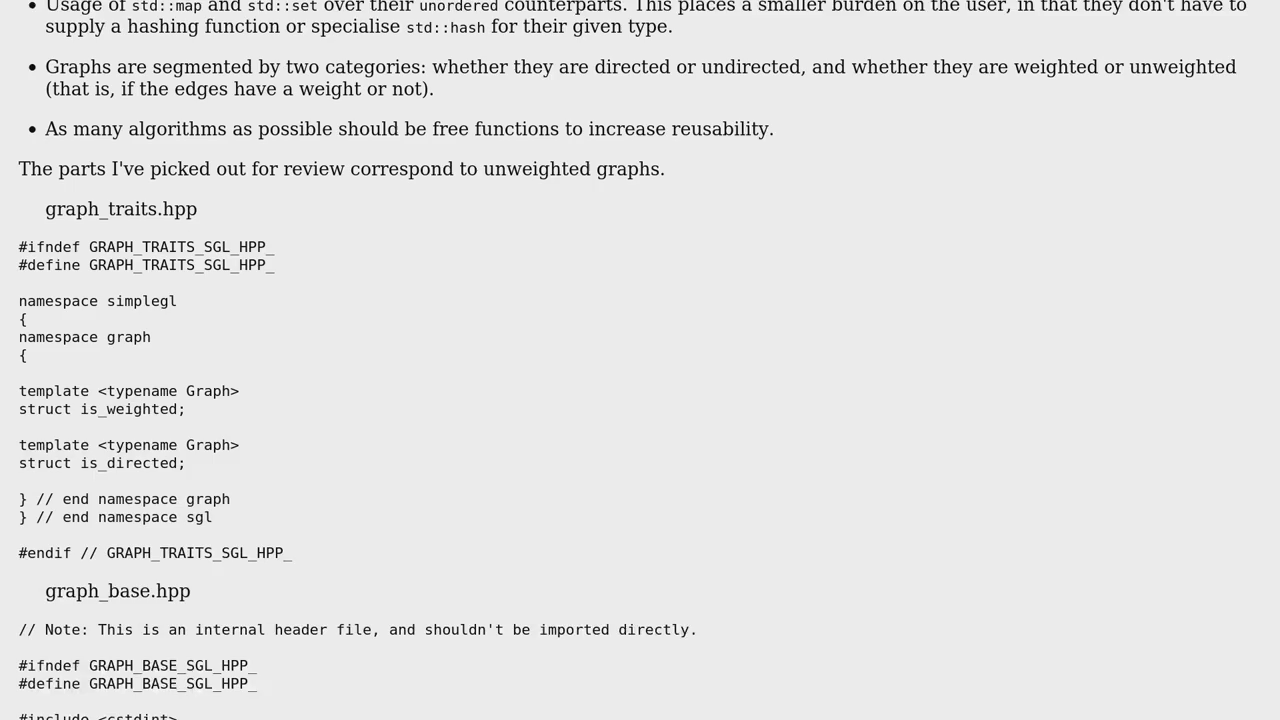 • Usage of std::map and std::set over their unordered counterparts. This places a smaller burden on the user, in that they don't have to
supply a hashing function or specialise std::hash for their given type.
• Graphs are segmented by two categories: whether they are directed or undirected, and whether they are weighted or unweighted
(that is, if the edges have a weight or not).
• As many algorithms as possible should be free functions to increase reusability.
The parts I've picked out for review correspond to unweighted graphs.
graph_traits.hpp
#ifndef GRAPH_TRAITS_SGL_HPP_
#define GRAPH_TRAITS_SGL_HPP_
namespace simplegl
{
namespace graph
{
template <typename Graph>
struct is_weighted;
template <typename Graph>
struct is_directed;
} // end namespace graph
} // end namespace sgl
#endif // GRAPH_TRAITS_SGL_HPP_
graph_base.hpp
// Note: This is an internal header file, and shouldn't be imported directly.
#ifndef GRAPH_BASE_SGL_HPP_
#define GRAPH_BASE_SGL_HPP_
#include <cstdint>